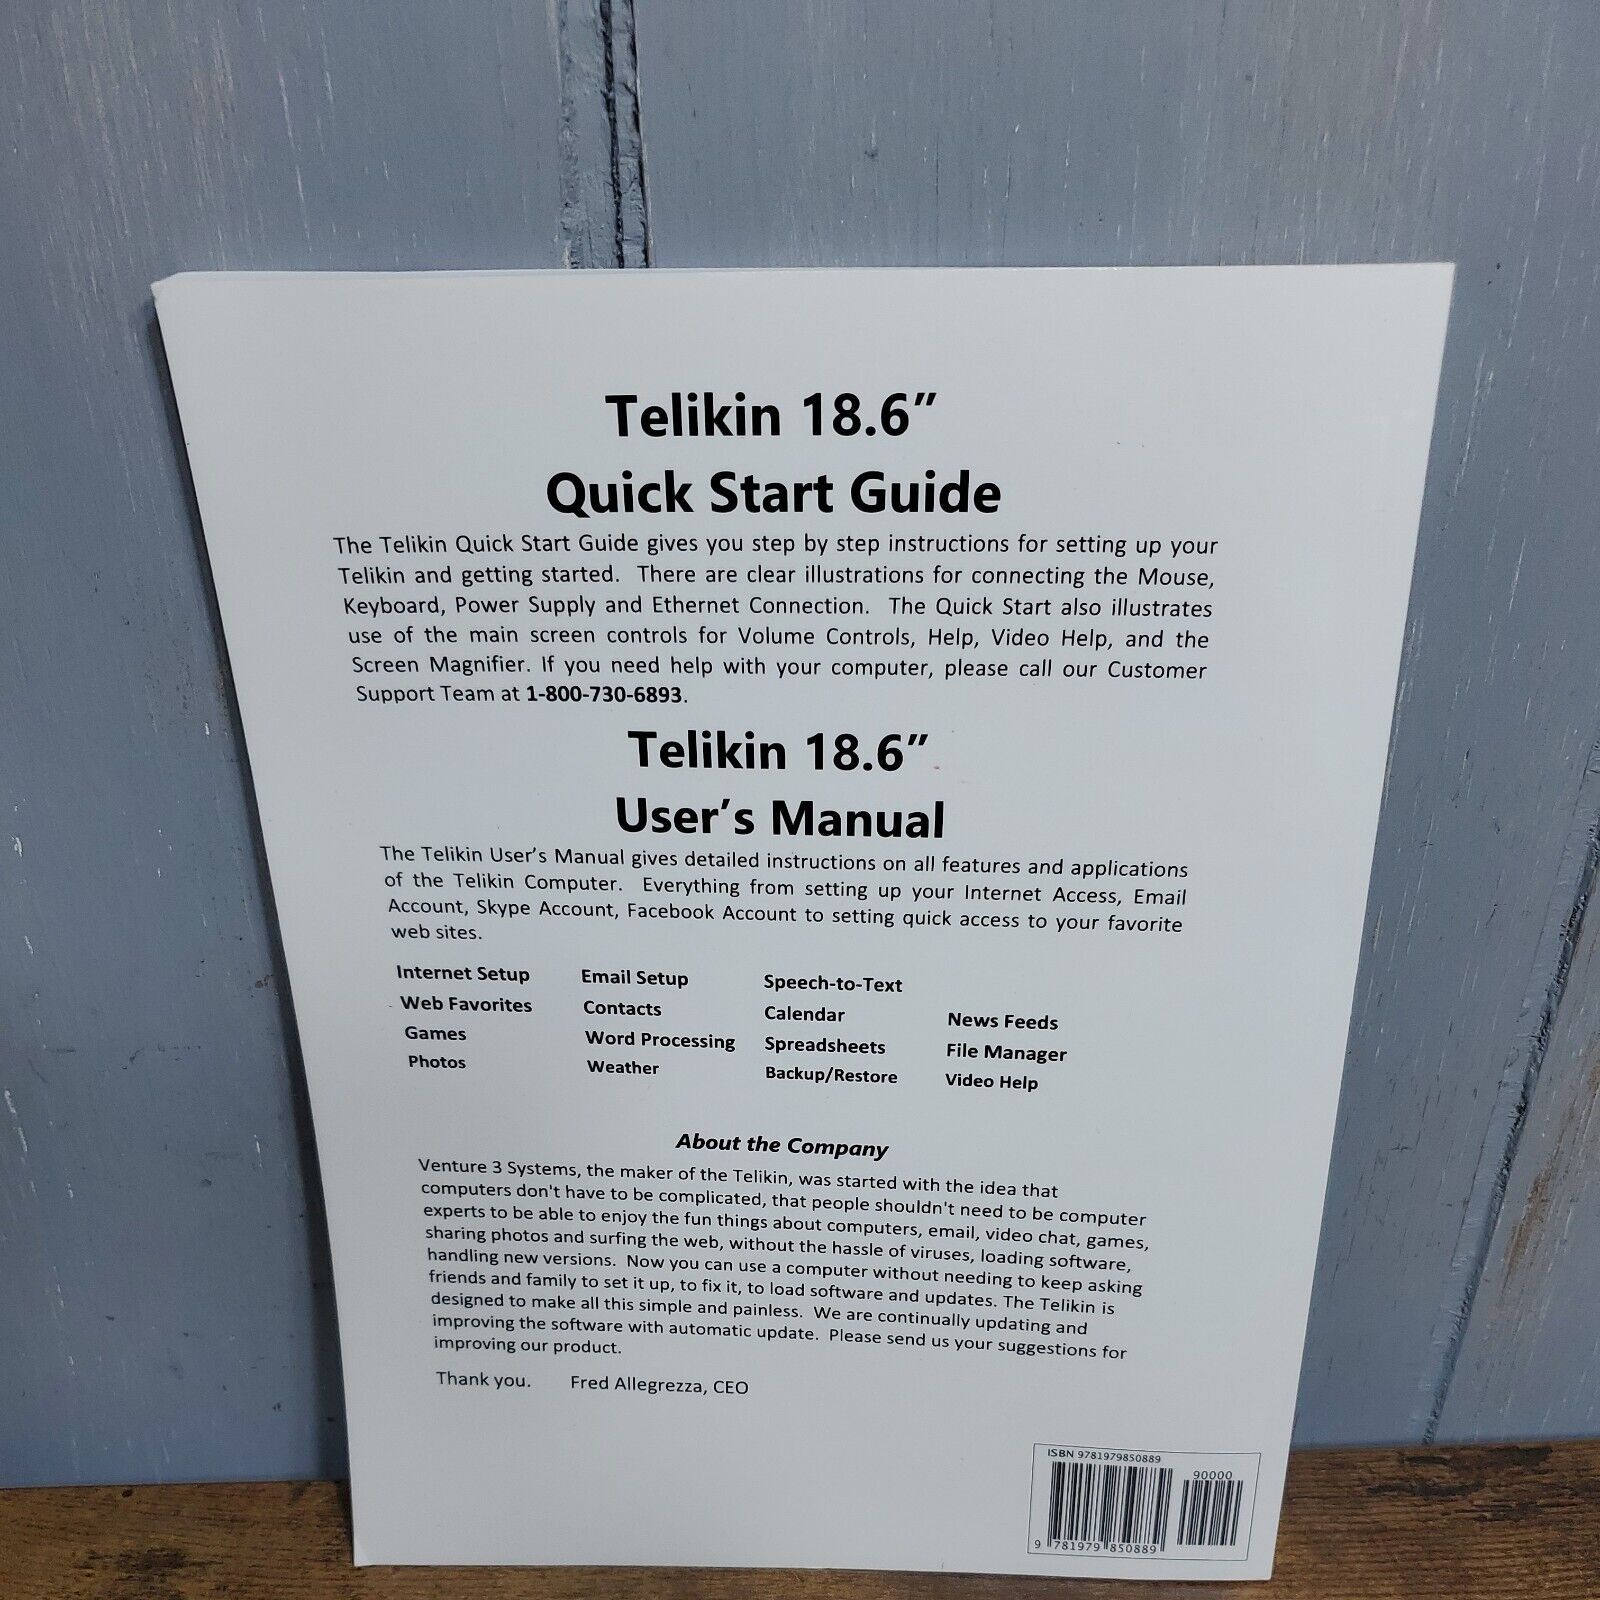 Telikin 18.6”
Quick Start Guide
The Telikin Quick Start Guide gives you step by step instructions for setting up your
Telikin and getting started. There are clear illustrations for connecting the Mouse,
Keyboard, Power Supply and Ethernet Connection. The Quick Start also illustrates
use of the main screen controls for Volume Controls, Help, Video Help, and the
Screen Magnifier. If you need help with your computer, please call our Customer
Support Team at 1-800-730-6893.
Telikin 18.6”
User’s Manual
The Telikin User’s Manual gives detailed instructions on all features and applications
of the Telikin Computer. Everything from setting up your Internet Access, Email
Account, Skype Account, Facebook Account to setting quick access to your favorite
web sites.
Internet Setup Email Setup Speech-to-Text
Web Favorites Contacts Calendar News Feeds
Games Word Processing Spreadsheets File Manager
Photos Weather Backup/Restore Video Help
About the Company
Venture 3 Systems, the maker of the Telikin, was started with the idea that
computers don't have to be complicated, that people shouldn't need to be computer
experts to be able to enjoy the fun things about computers, email, video chat, games,
sharing photos and surfing the web, without the hassle of viruses, loading software,
handling new versions. Now you can use a computer without needing to keep asking
friends and family to set it up, to fix it, to load software and updates. The Telikin is
designed to make all this simple and painless. We are continually updating and
improving the software with automatic update. Please send us your suggestions for
improving our product.
Thank you. Fred Allegrezza, CEO
ISBN 9781979850889
90000
9 781979 850889